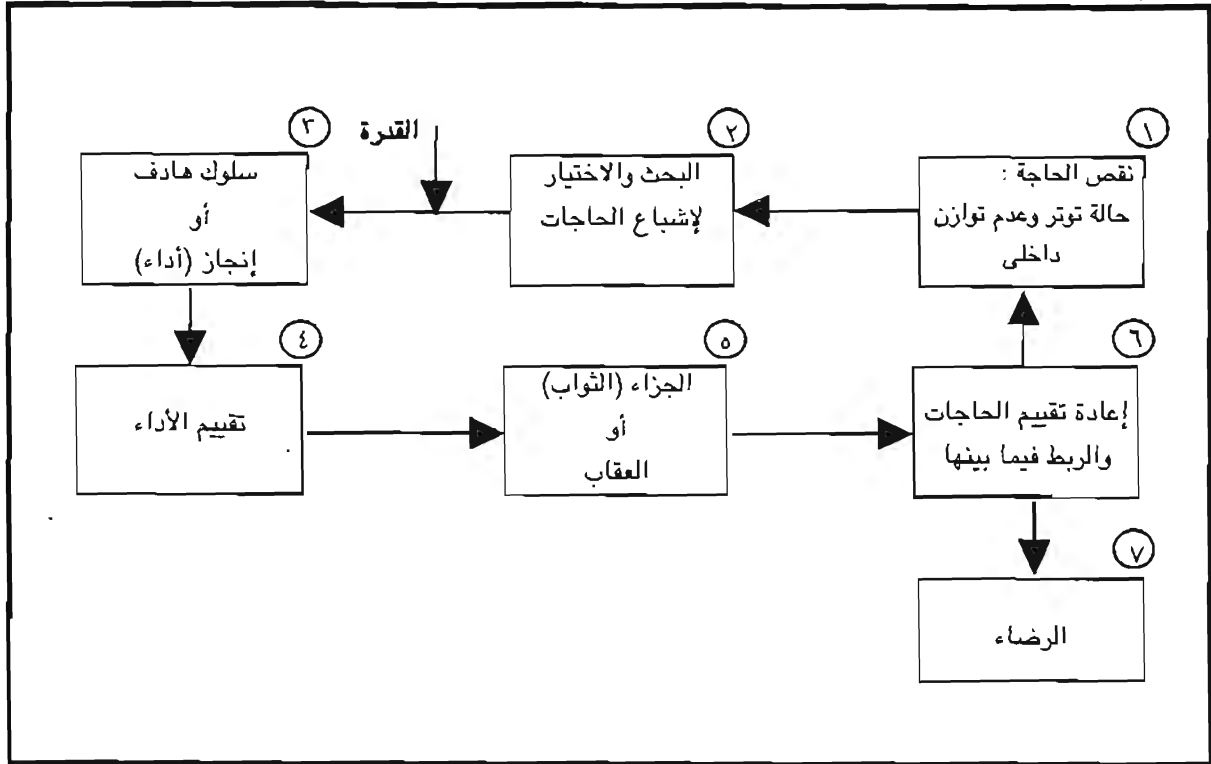 ١
نقص الحاجة :
حالة توتر وعدم توازن
داخلى
٢
البحث والاختيار
لإشباع الحاجات
القدرة
٣
سلوك هادف
أو
إنجاز (أداء)
٤
تقييم الأداء
٥
الجزاء (الثواب)
أو
العقاب
٦
إعادة تقييم الحاجات
والربط فيما بينها
٧
الرضاء